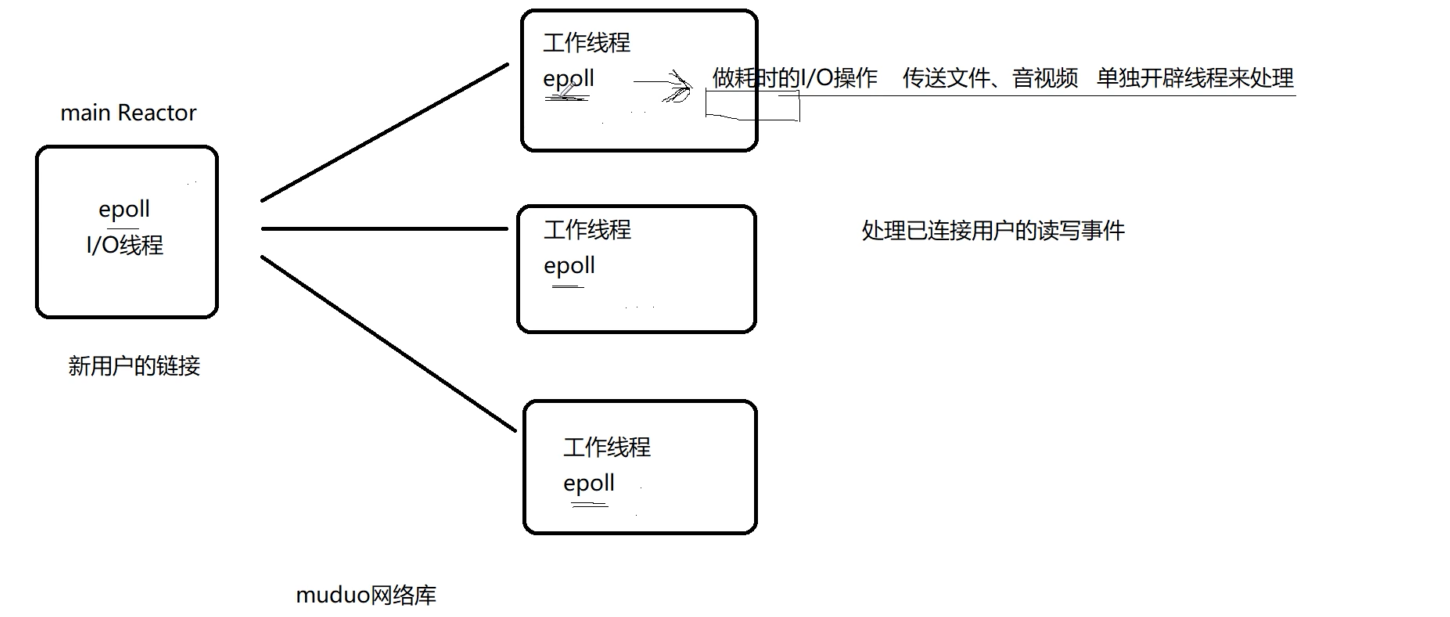 main Reactor
epoll
I/O线程
新用户的链接
工作线程
epoll
做耗时的I/O操作 传送文件、音视频 单独开辟线程来处理
工作线程
epoll
处理已连接用户的读写事件
工作线程
epoll
muduo网络库